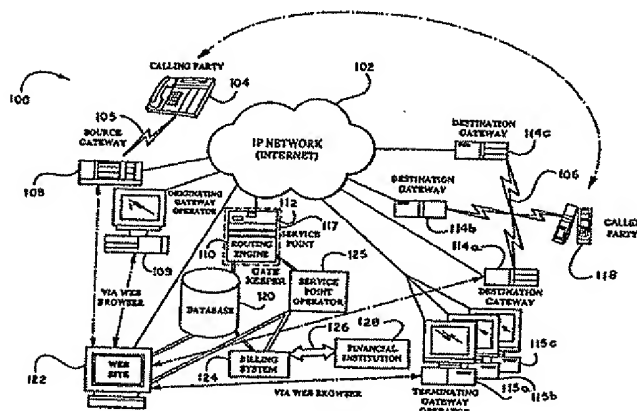 100
CALLING PARTY
104
102
105
SOURCE
GATEWAY
108
IP NETWORK
(INTERNET)
DESTINATION
GATEWAY
114c
106
DESTINATION
GATEWAY
114b
CALLED
PARTY
118
ORIGINATING
GATEWAY
OPERATOR
109
112
117
SERVICE
POINT
110
ROUTING
ENGINE
GATE
KEEPER
125
SERVICE
POINT
OPERATOR
114a
DESTINATION
GATEWAY
VIA WEB
BROWSER
DATABASE
120
122
WEB
SITE
124
BILLING
SYSTEM
126
128
FINANCIAL
INSTITUTION
VIA WEB BROWSER
115c
115a
115b
TERMINATING
GATEWAY
OPERATOR